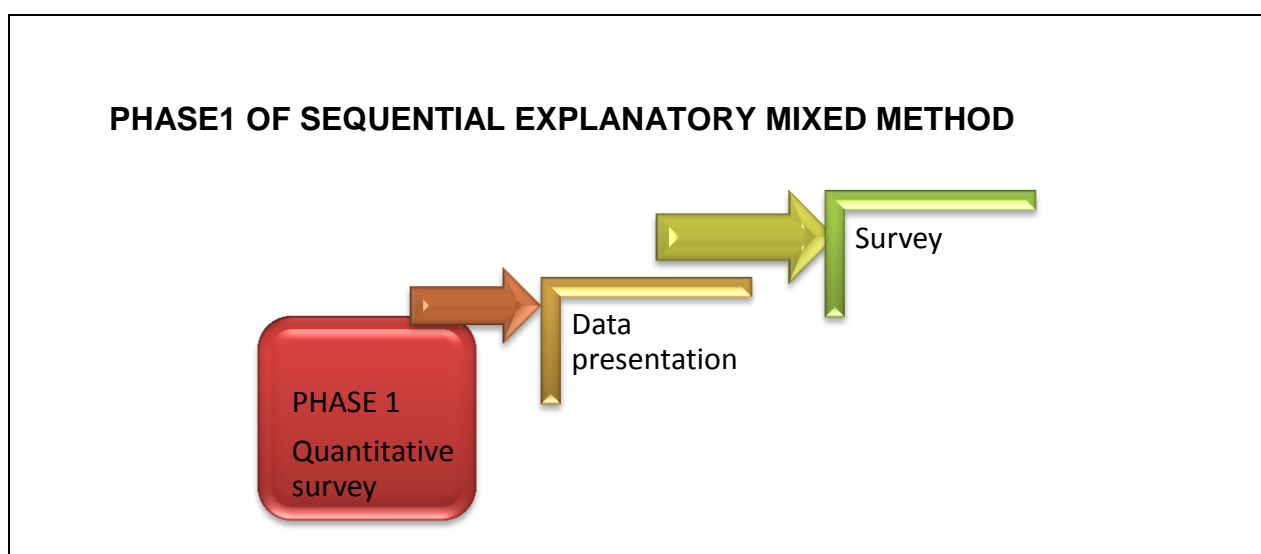 PHASE1 OF SEQUENTIAL EXPLANATORY MIXED METHOD
Survey
Data
presentation
PHASE 1
Quantitative
survey